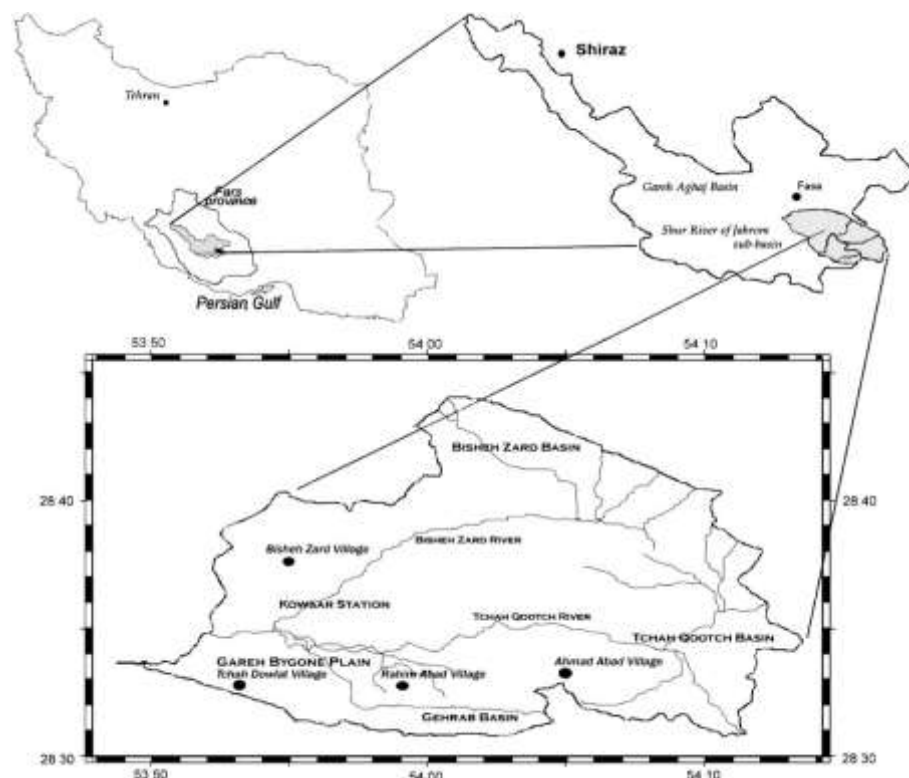 Shiraz
Tehran
Fars
province
Gareh Aghaj Basin
Fasa
Shur River of Jahrom
sub-basin
Persian Gulf
53 50
54 00
54 10
BISHEH ZARD BASIN
28 40
28 40
BISHEH ZARD RIVER
Bisheh Zard Village
KOWSAR STATION
TCHAH QOOTCH RIVER
TCHAH QOOTCH BASIN
GAREH BYGONE PLAIN
Tchah Dowlat Village
Rahim Abad Village
Ahmad Abad Village
GEHRAB BASIN
28 30
28 30
53 50
54 00
54 10